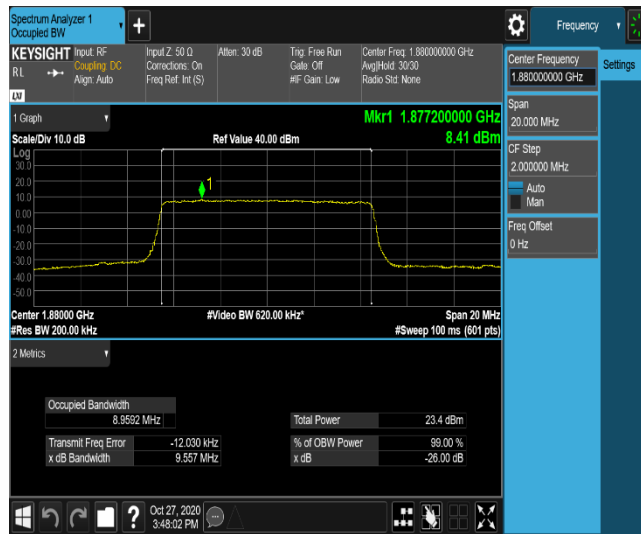 Spectrum Analyzer 1
Occupied BW
+
Frequency
KEYSIGHT Input: RF Input Z: 50 Ω Atten: 30 dB Trig: Free Run Center Freq: 1.880000000 GHz
RL Coupling: DC Corrections: On Gate: Off Avg|Hold: 30/30
Align: Auto Freq Ref: Int (S) #IF Gain: Low Radio Std: None
LXI
Center Frequency
1.880000000 GHz
Settings
Span
20.000 MHz
CF Step
2.000000 MHz
Auto
Man
Freq Offset
0 Hz
1 Graph
Mkr1 1.877200000 GHz
Scale/Div 10.0 dB Ref Value 40.00 dBm 8.41 dBm
Log
30.0
20.0
1
10.0
0.00
-10.0
-20.0
-30.0
-40.0
-50.0
Center 1.88000 GHz #Video BW 620.00 kHz* Span 20 MHz
#Res BW 200.00 kHz #Sweep 100 ms (601 pts)
2 Metrics
Occupied Bandwidth
8.9592 MHz Total Power 23.4 dBm
Transmit Freq Error -12.030 kHz % of OBW Power 99.00 %
x dB Bandwidth 9.557 MHz x dB -26.00 dB
? Oct 27, 2020
3:48:02 PM